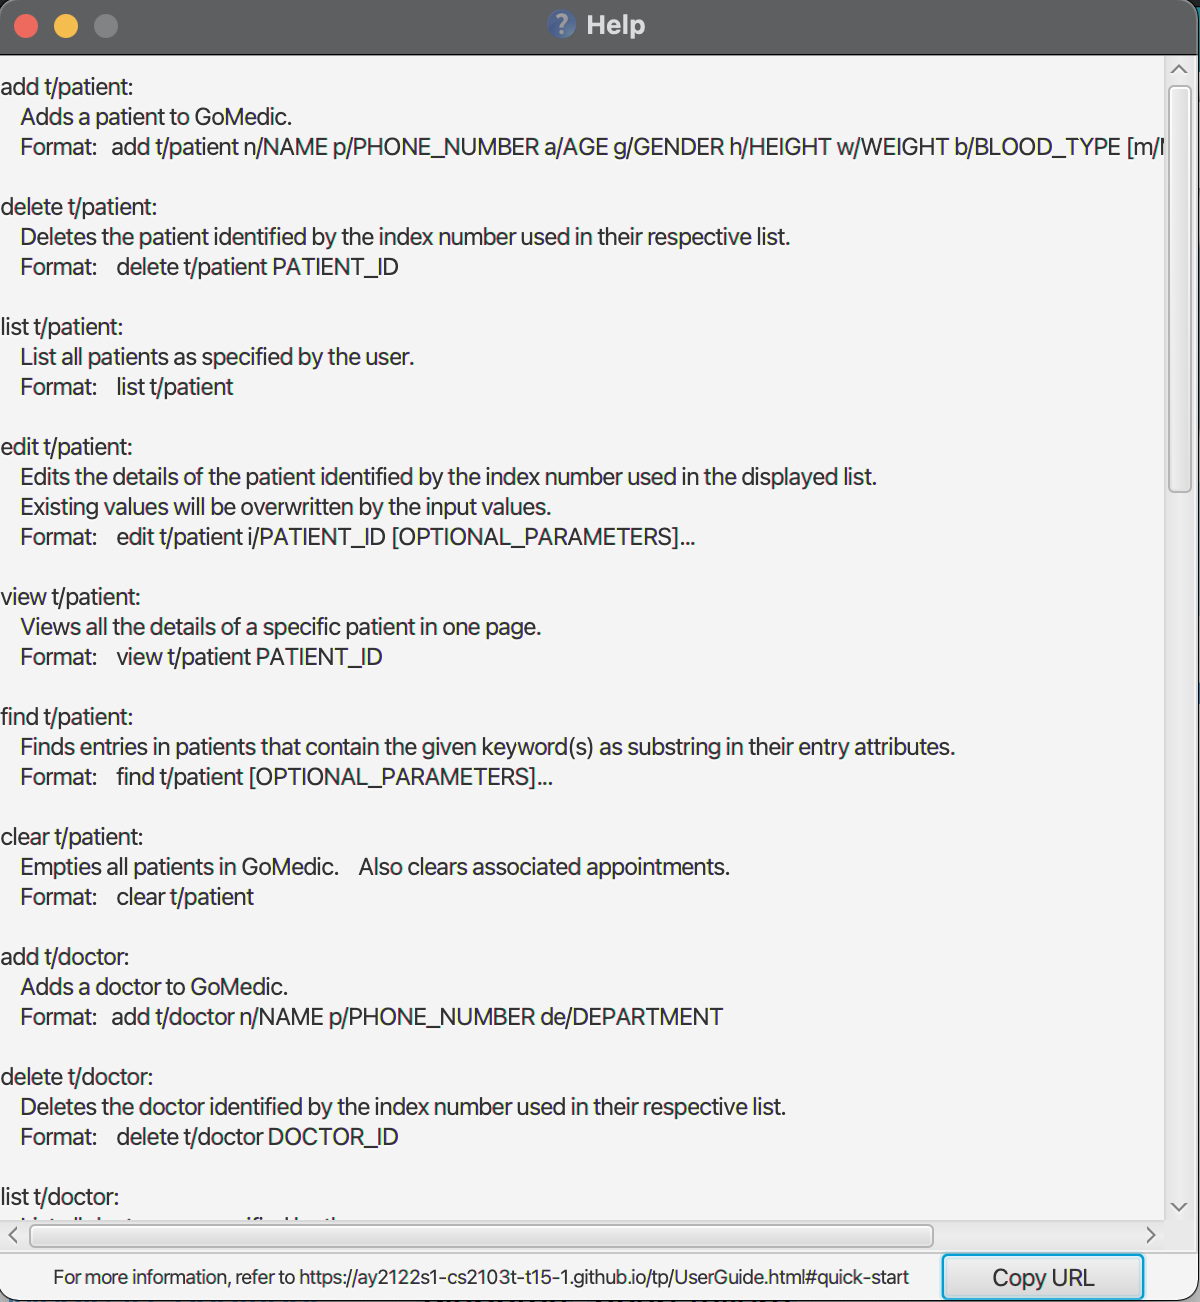 Help
add t/patient:
Adds a patient to GoMedic.
Format: add t/patient n/NAME p/PHONE_NUMBER a/AGE g/GENDER h/HEIGHT w/WEIGHT b/BLOOD_TYPE [m/
delete t/patient:
Deletes the patient identified by the index number used in their respective list.
Format: delete t/patient PATIENT_ID
list t/patient:
List all patients as specified by the user.
Format: list t/patient
edit t/patient:
Edits the details of the patient identified by the index number used in the displayed list.
Existing values will be overwritten by the input values.
Format: edit t/patient i/PATIENT_ID [OPTIONAL_PARAMETERS]...
view t/patient:
Views all the details of a specific patient in one page.
Format: view t/patient PATIENT_ID
find t/patient:
Finds entries in patients that contain the given keyword(s) as substring in their entry attributes.
Format: find t/patient [OPTIONAL_PARAMETERS]...
clear t/patient:
Empties all patients in GoMedic. Also clears associated appointments.
Format: clear t/patient
add t/doctor:
Adds a doctor to GoMedic.
Format: add t/doctor n/NAME p/PHONE_NUMBER de/DEPARTMENT
delete t/doctor:
Deletes the doctor identified by the index number used in their respective list.
Format: delete t/doctor DOCTOR_ID
list t/doctor:
For more information, refer to https://ay2122s1-cs2103t-t15-1.github.io/tp/UserGuide.html#quick-start
Copy URL